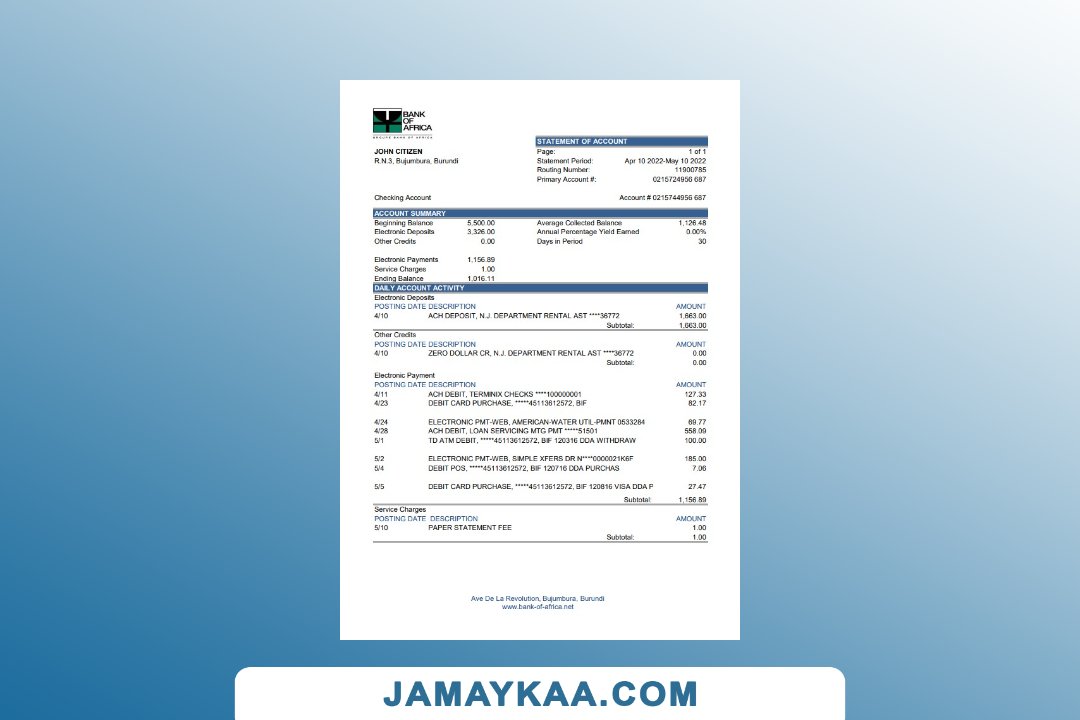 BANK
OF
AFRICA
GROUPE BANK OF AFRICA
STATEMENT OF ACCOUNT
JOHN CITIZEN
Page: 1 of 1
R.N.3, Bujumbura, Burundi
Statement Period: Apr 10 2022-May 10 2022
Routing Number: 11900785
Primary Account #: 0215724956 687
Checking Account Account # 0215744956 687
ACCOUNT SUMMARY
Beginning Balance 5,500.00 Average Collected Balance 1,126.48
Electronic Deposits 3,326.00 Annual Percentage Yield Earned 0.00%
Other Credits 0.00 Days in Period 30
Electronic Payments 1,156.89
Service Charges 1.00
Ending Balance 1,016.11
DAILY ACCOUNT ACTIVITY
Electronic Deposits
POSTING DATE DESCRIPTION AMOUNT
4/10 ACH DEPOSIT, N.J. DEPARTMENT RENTAL AST ****36772 1,663.00
Subtotal: 1,663.00
Other Credits
POSTING DATE DESCRIPTION AMOUNT
4/10 ZERO DOLLAR CR, N.J. DEPARTMENT RENTAL AST ****36772 0.00
Subtotal: 0.00
Electronic Payment
POSTING DATE DESCRIPTION AMOUNT
4/11 ACH DEBIT, TERMINIX CHECKS ****100000001 127.33
4/23 DEBIT CARD PURCHASE, *****45113612572, BIF 82.17
4/24 ELECTRONIC PMT-WEB, AMERICAN-WATER UTIL-PMNT 0533284 69.77
4/28 ACH DEBIT, LOAN SERVICING MTG PMT *****51501 558.09
5/1 TD ATM DEBIT, *****45113612572, BIF 120316 DDA WITHDRAW 100.00
5/2 ELECTRONIC PMT-WEB, SIMPLE XFERS DR N****0000021K6F 185.00
5/4 DEBIT POS, *****45113612572, BIF 120716 DDA PURCHAS 7.06
5/5 DEBIT CARD PURCHASE, *****45113612572, BIF 120816 VISA DDA P 27.47
Subtotal: 1,156.89
Service Charges
POSTING DATE DESCRIPTION AMOUNT
5/10 PAPER STATEMENT FEE 1.00
Subtotal: 1.00
Ave De La Revolution, Bujumbura, Burundi
www.bank-of-africa.net
JAMAYKAA.COM